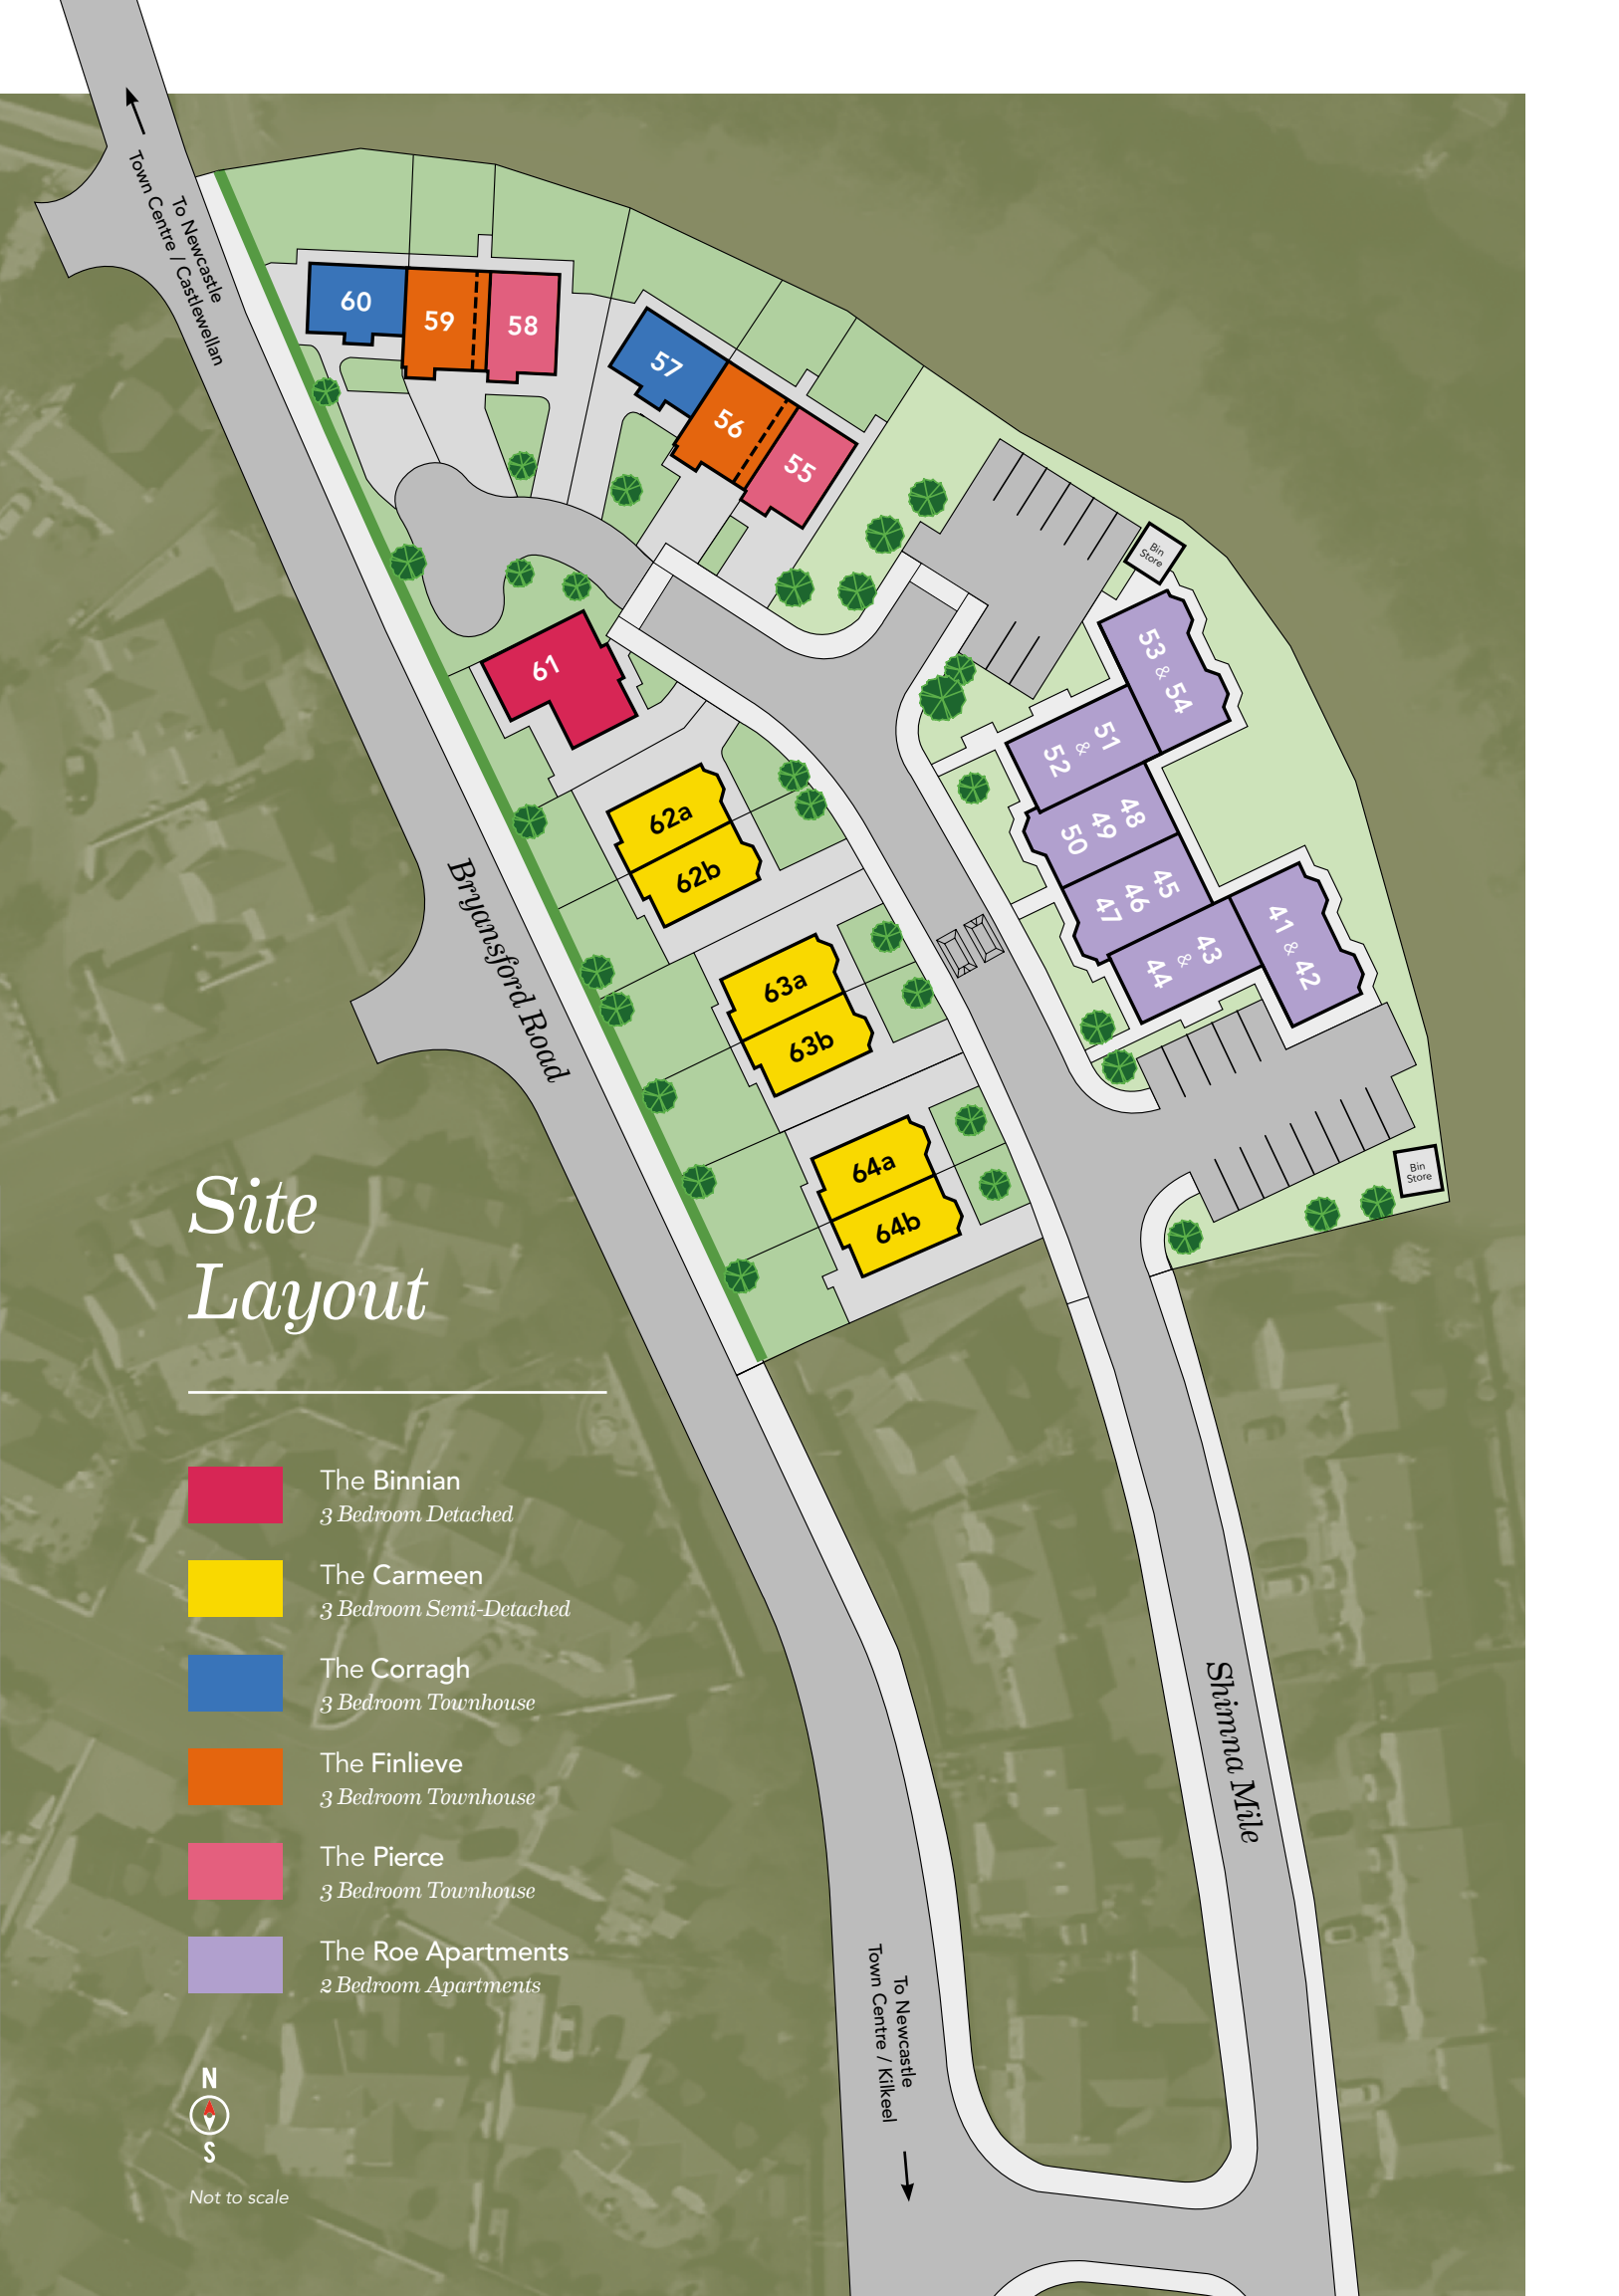 To Newcastle
Town Centre / Castlewellan
60
59
58
57
56
55
Bin
Store
53 & 54
51
&
52
48
49
50
45
46
47
43
&
44
41 & 42
Bin
Store
61
62a
62b
63a
63b
64a
64b
Bryansford Road
Site
Layout
The Binnian
3 Bedroom Detached
The Carmeen
3 Bedroom Semi-Detached
The Corragh
3 Bedroom Townhouse
The Finlieve
3 Bedroom Townhouse
The Pierce
3 Bedroom Townhouse
The Roe Apartments
2 Bedroom Apartments
Shimna Mile
To Newcastle
Town Centre / Kilkeel
N
S
Not to scale